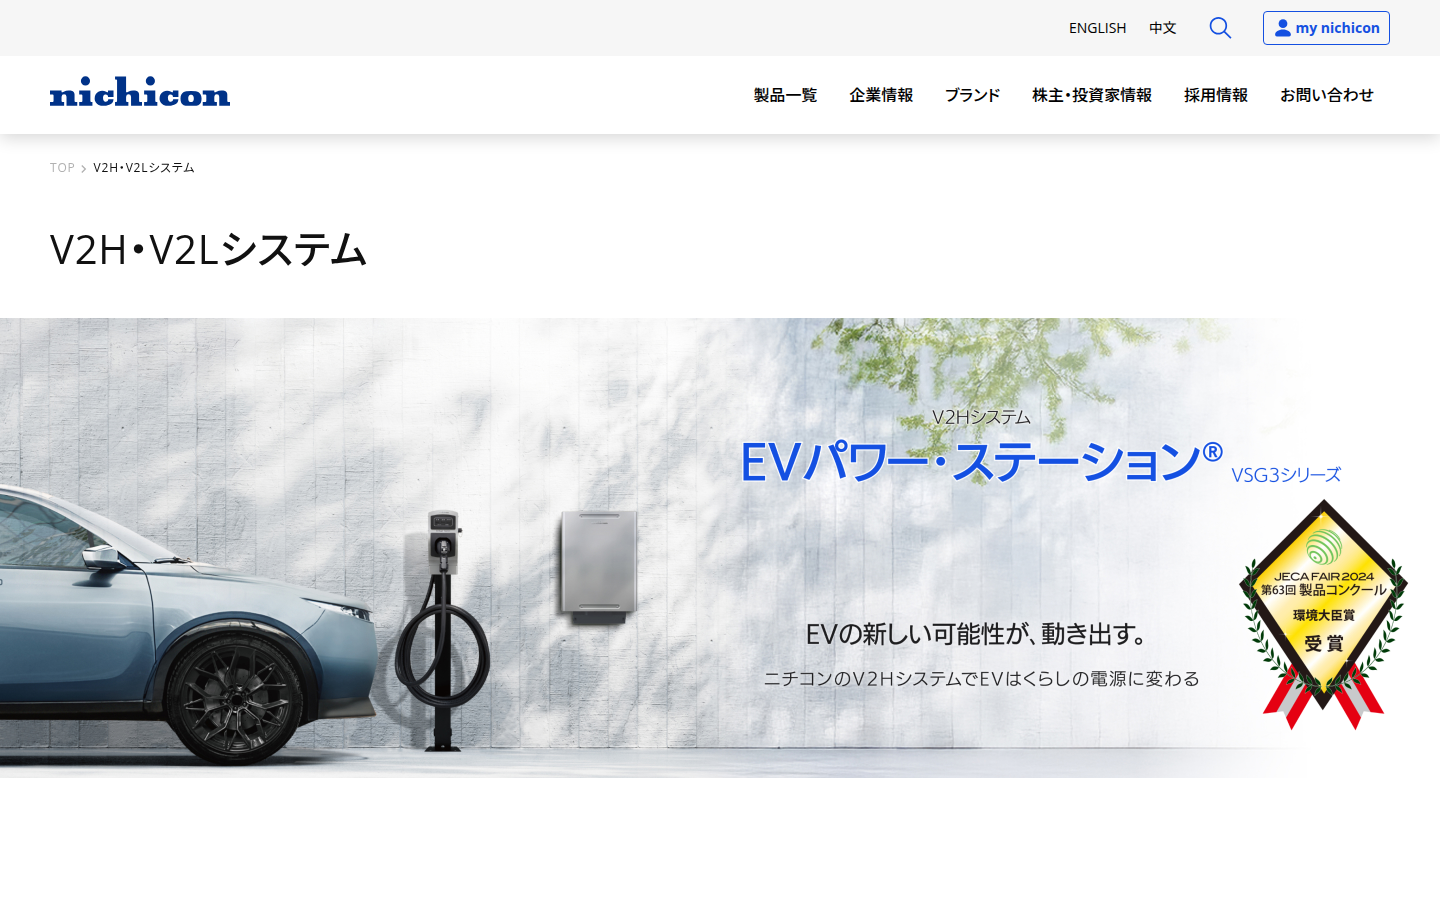 ENGLISH 中文 my nichicon
nichicon
製品一覧 企業情報 ブランド 株主・投資家情報 採用情報 お問い合わせ
TOP > V2H・V2Lシステム
V2H・V2Lシステム
V2Hシステム
EVパワー・ステーション® VSG3シリーズ
JECA FAIR 2024
第63回 製品コンクール
環境大臣賞
受賞
EVの新しい可能性が、動き出す。
ニチコンのV2HシステムでEVはくらしの電源に変わる